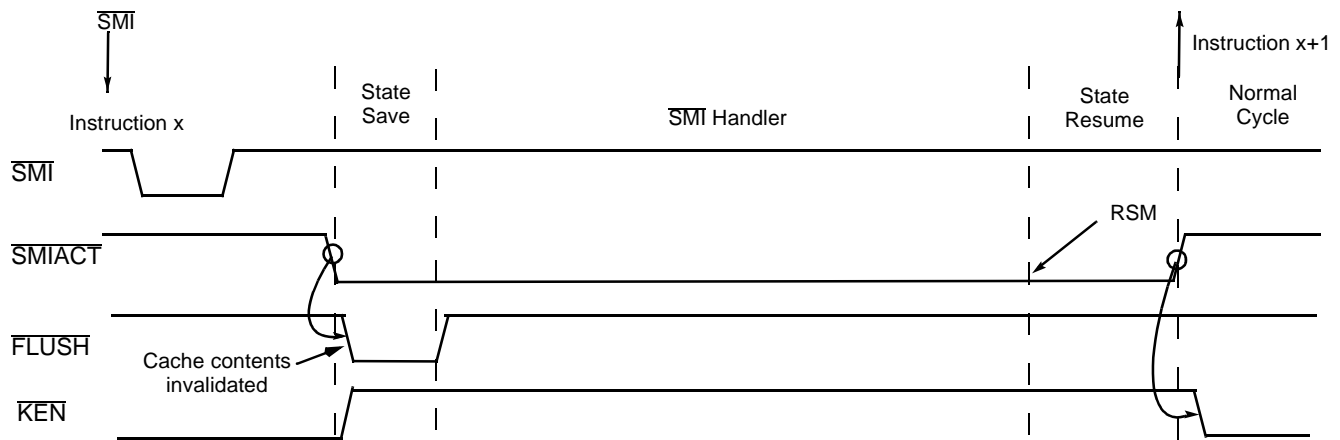 SMI
Instruction x+1
State
Save
SMI Handler
State
Resume
Normal
Cycle
Instruction x
SMI
RSM
SMIACT
FLUSH
Cache contents
invalidated
KEN